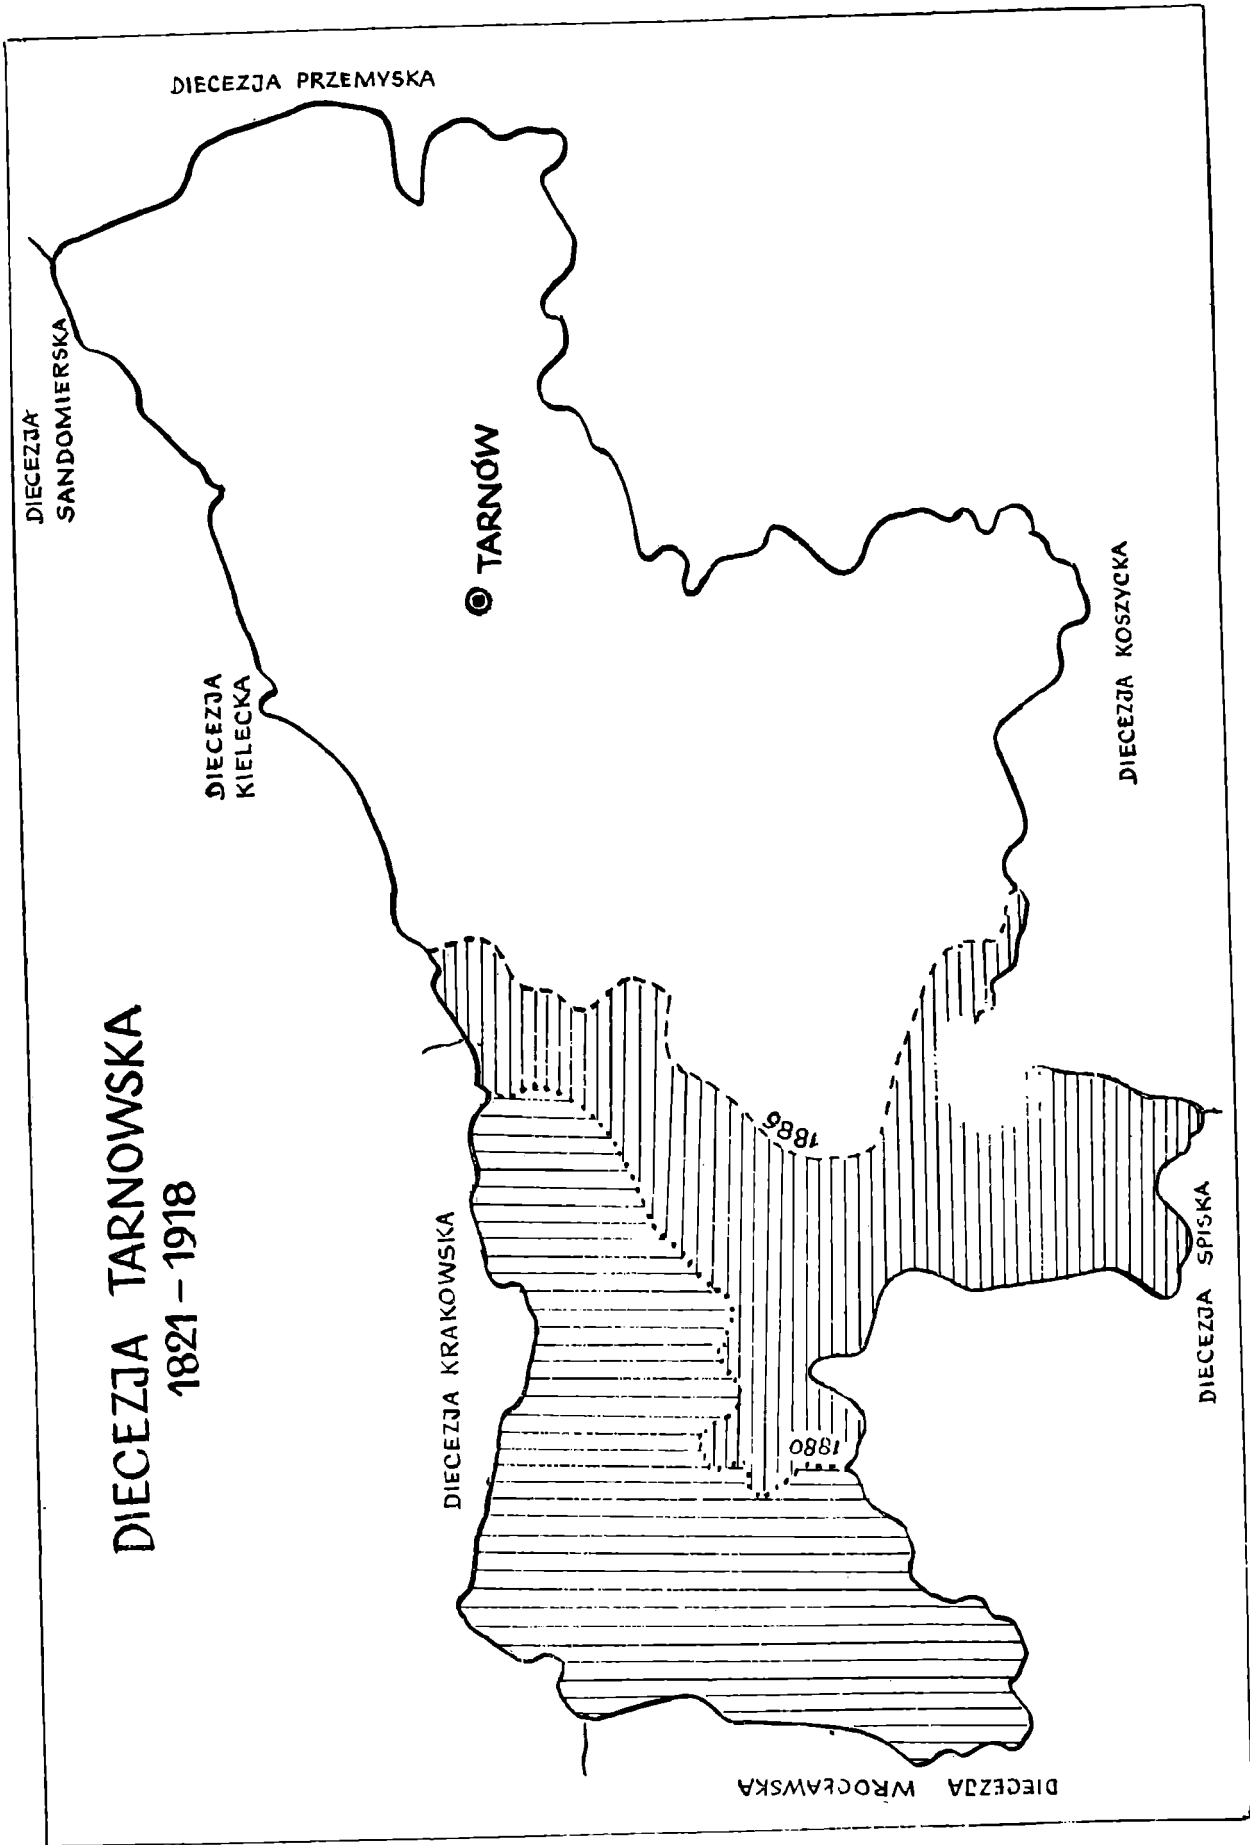 DIECEZJA TARNOWSKA
1821 – 1918
DIECEZJA PRZEMYSKA
DIECEZJA
SANDOMIERSKA
DIECEZJA
KIELECKA
TARNÓW
DIECEZJA KRAKOWSKA
DIECEZJA KOSZYCKA
1886
1880
DIECEZJA SPISKA
DIECEZJA WROCŁAWSKA